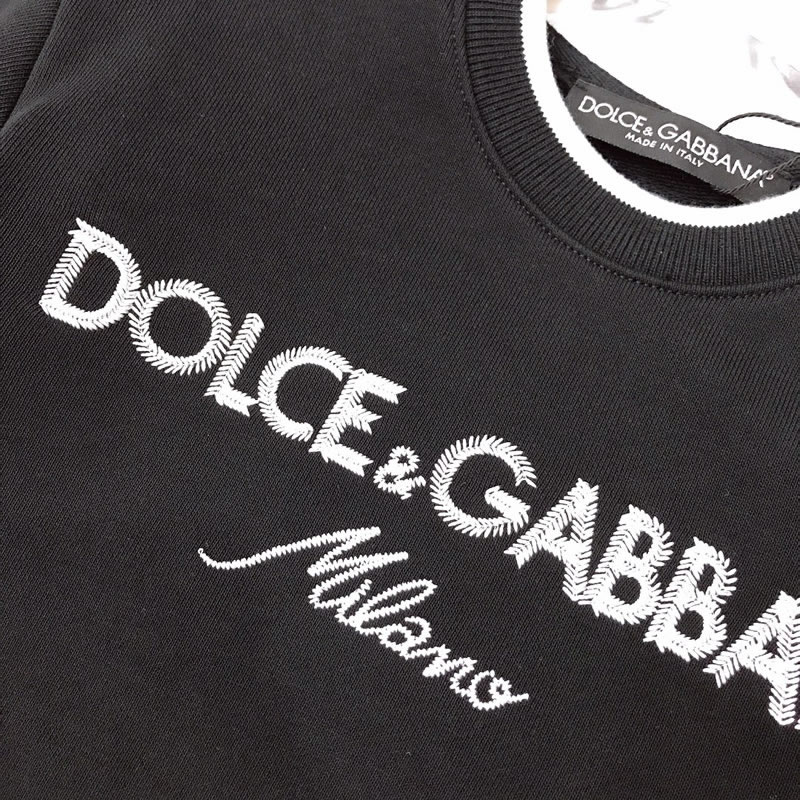 DOLCE & GABBANA
MADE IN ITALY
DOLCE & GABBA
Milano